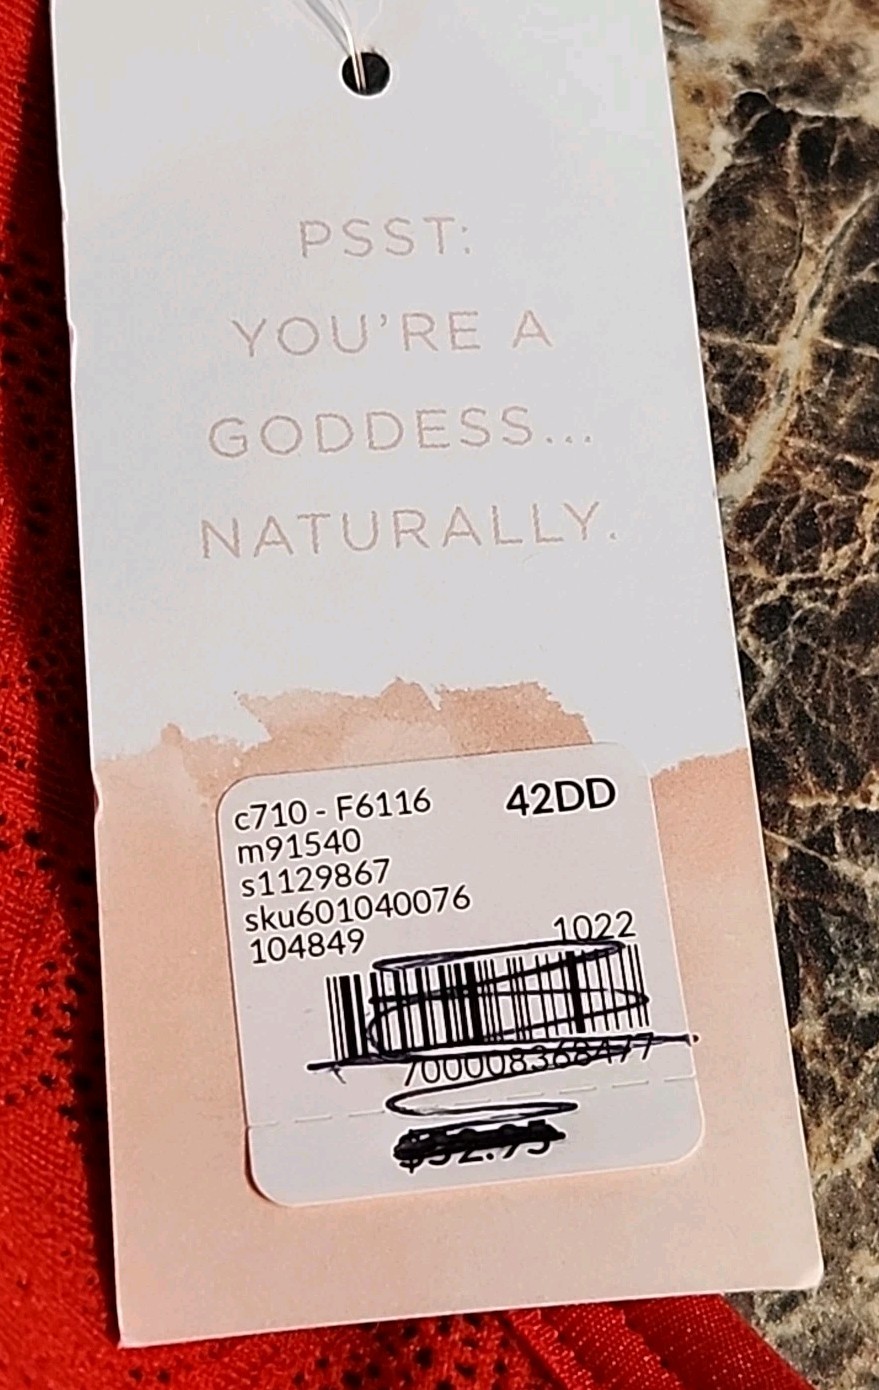 PSST:
YOU'RE A
GODDESS...
NATURALLY.
c710 - F6116 42DD
m91540
s1129867
sku601040076
104849 1022